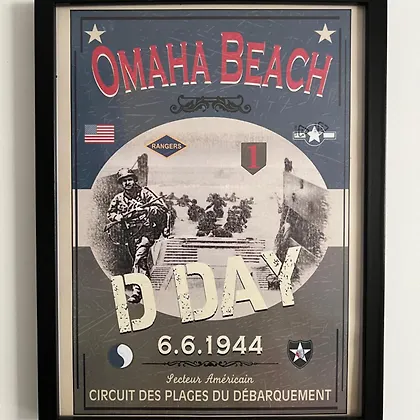 OMAHA BEACH
RANGERS
1
D DAY
6.6.1944
Secteur Américain
CIRCUIT DES PLAGES DU DÉBARQUEMENT